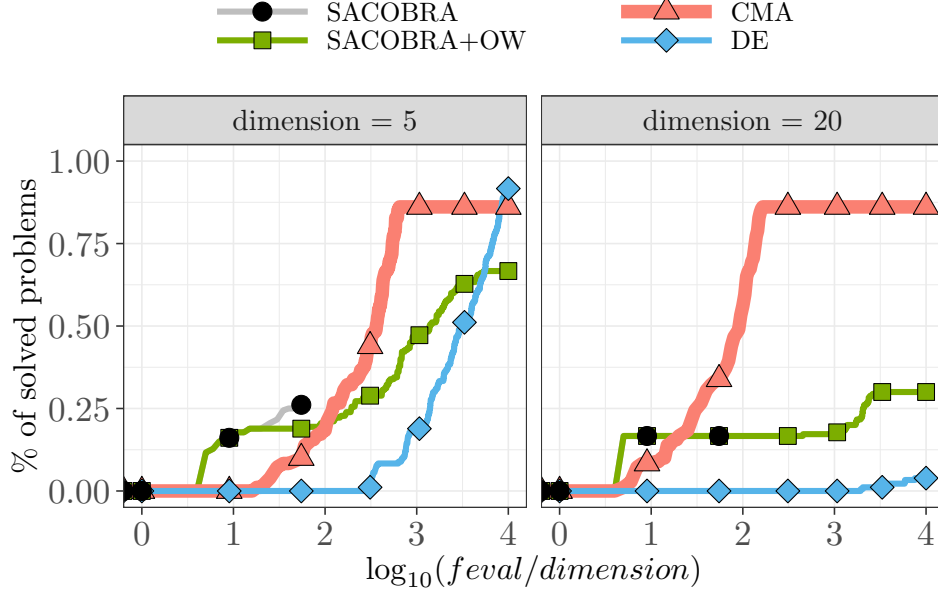 SACOBRA
SACOBRA+OW
CMA
DE
dimension = 5
dimension = 20
% of solved problems
1.00
0.75
0.50
0.25
0.00
0 1 2 3 4
0 1 2 3 4
log₁₀(feval/dimension)